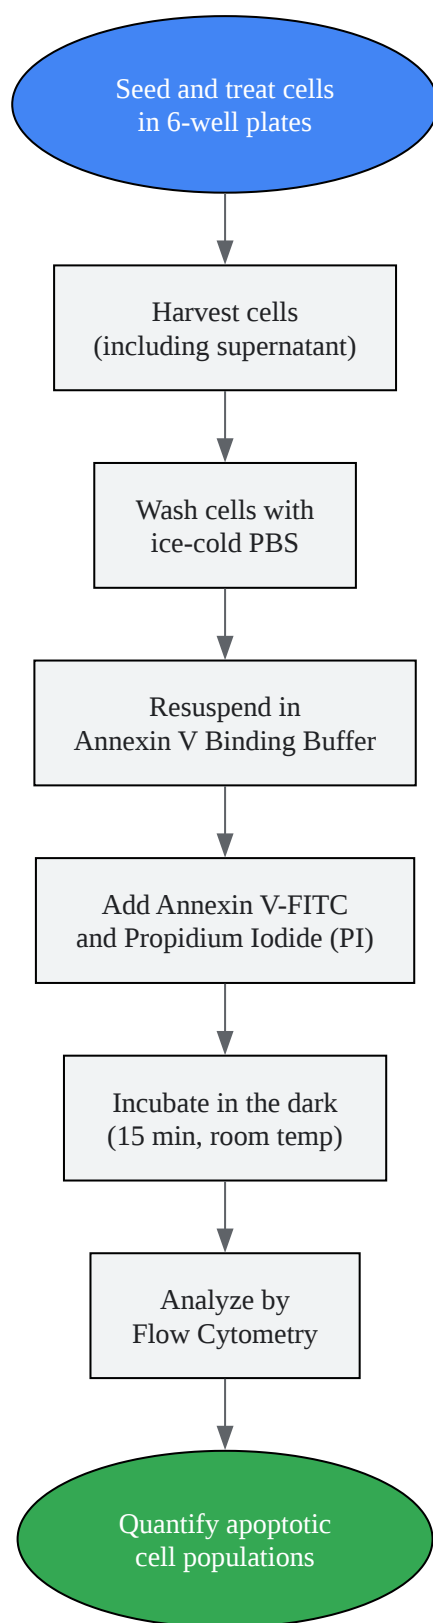 Seed and treat cells
in 6-well plates
Harvest cells
(including supernatant)
Wash cells with
ice-cold PBS
Resuspend in
Annexin V Binding Buffer
Add Annexin V-FITC
and Propidium Iodide (PI)
Incubate in the dark
(15 min, room temp)
Analyze by
Flow Cytometry
Quantify apoptotic
cell populations